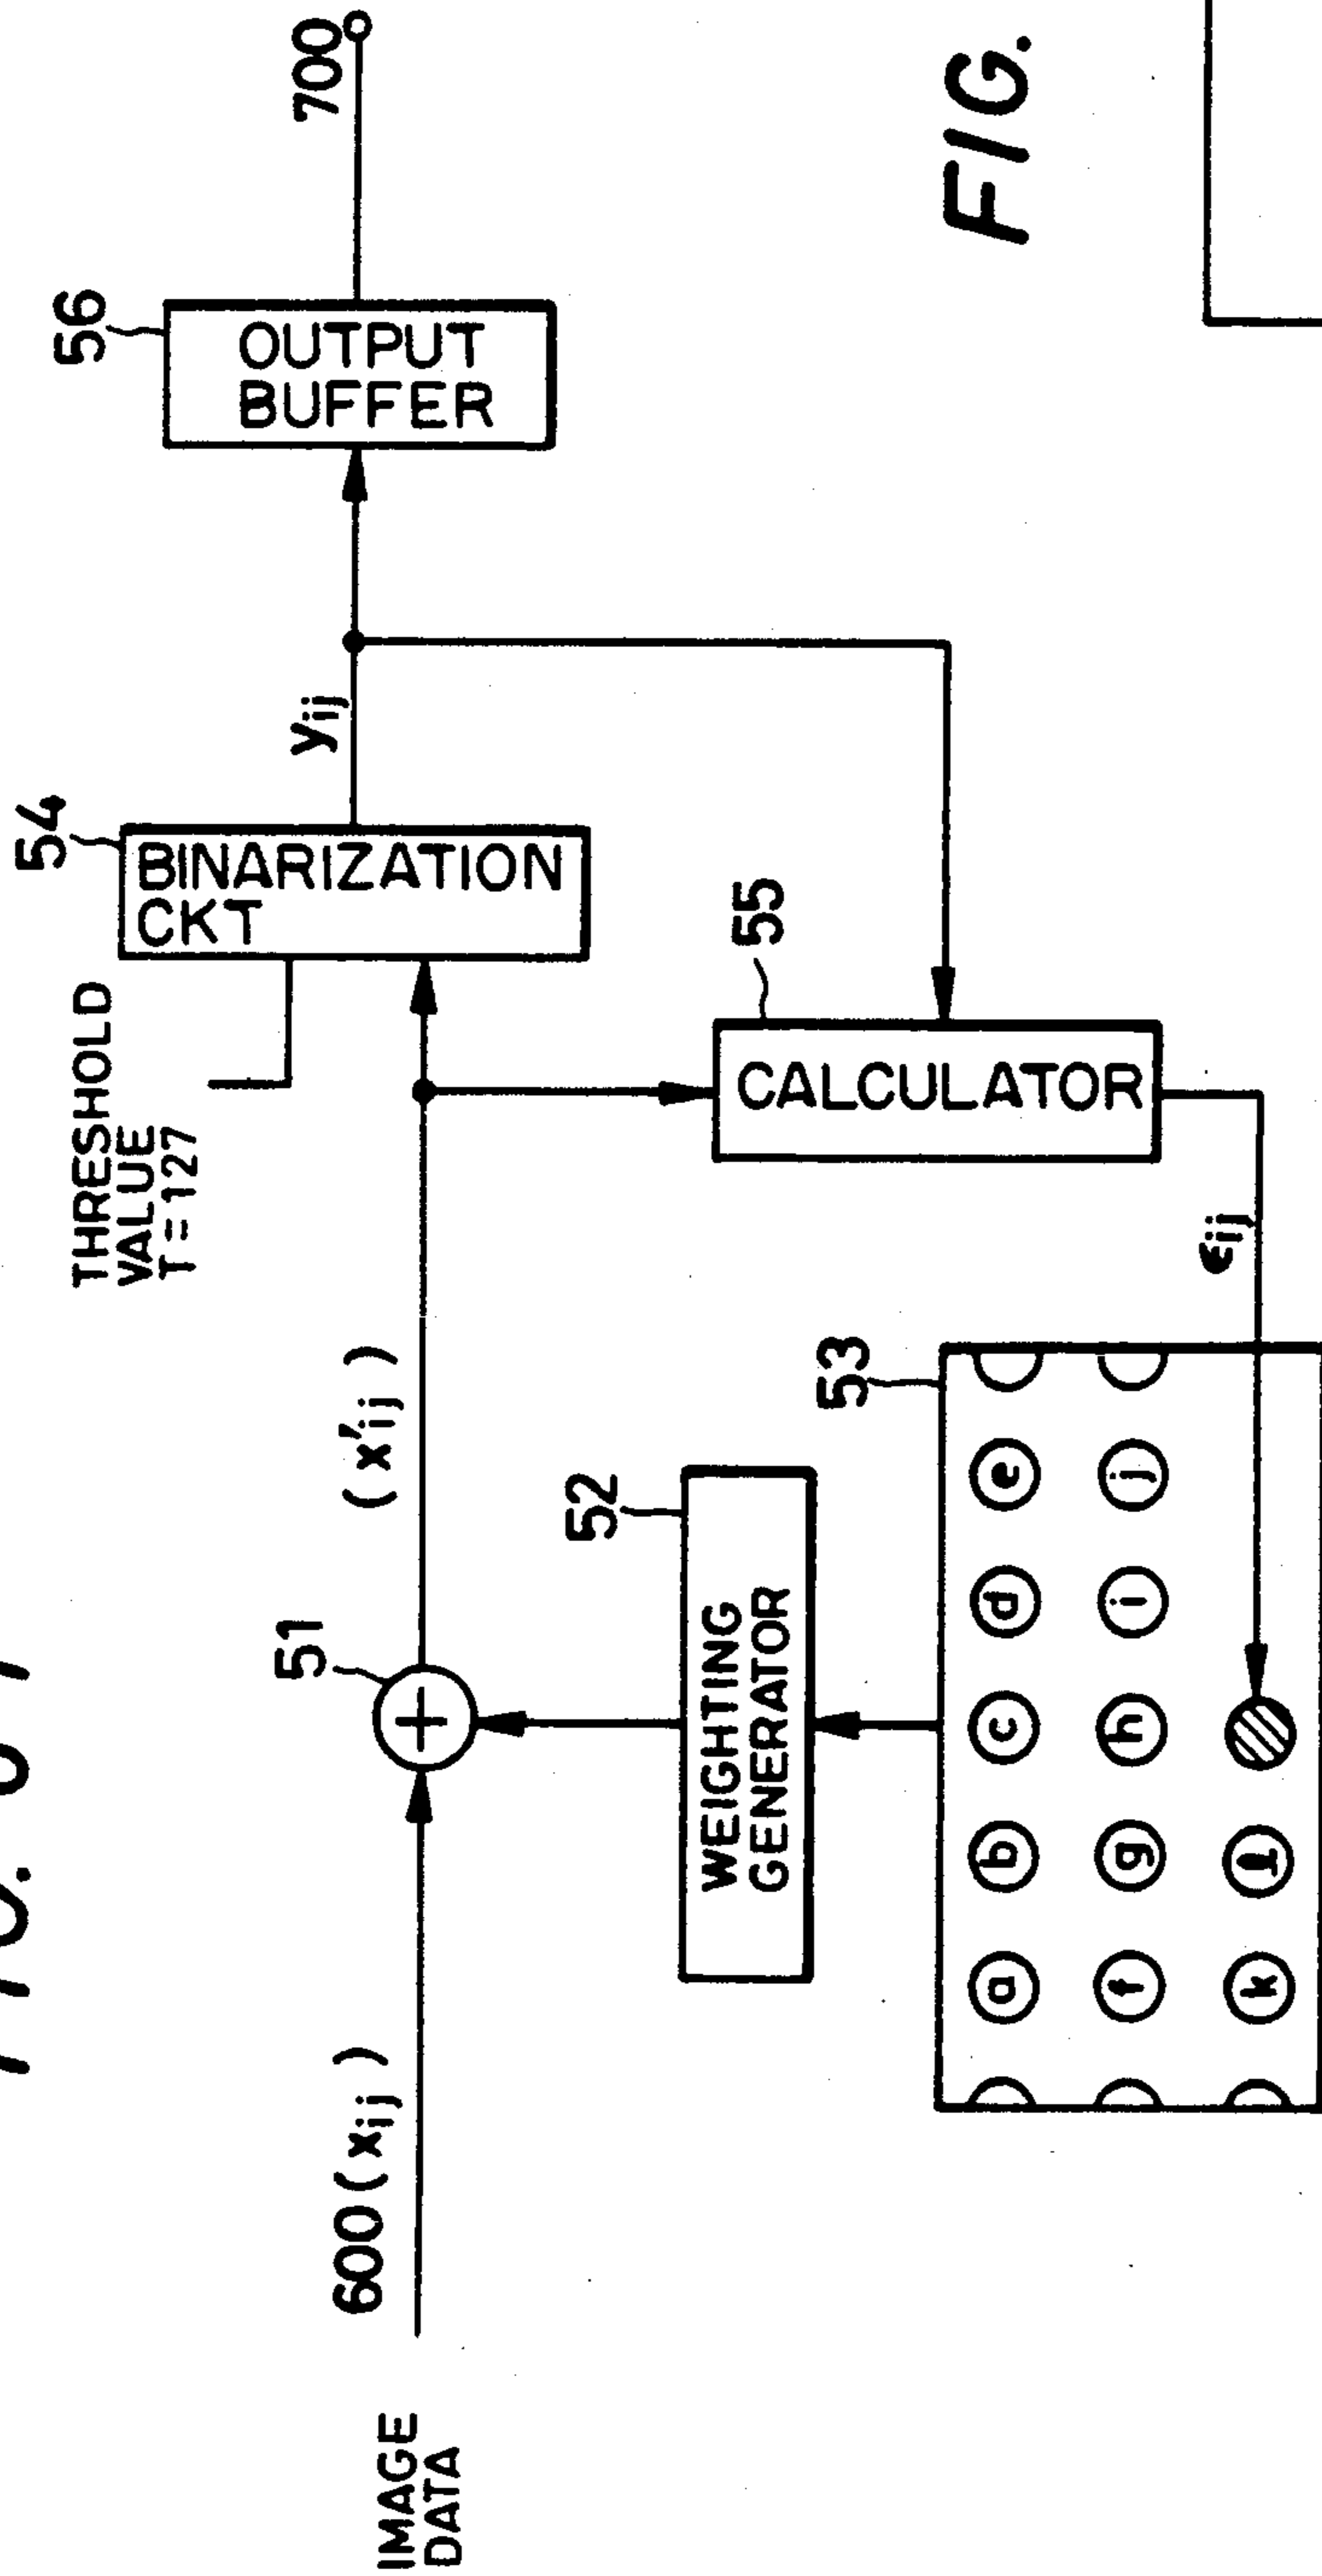 IMAGE
DATA
600 (xij)
51
(x'ij)
THRESHOLD
VALUE
T = 127
54
BINARIZATION
CKT
yij
56
OUTPUT
BUFFER
700
52
WEIGHTING
GENERATOR
55
CALCULATOR
53
a b c d e
f g h i j
k l
ϵij
FIG.